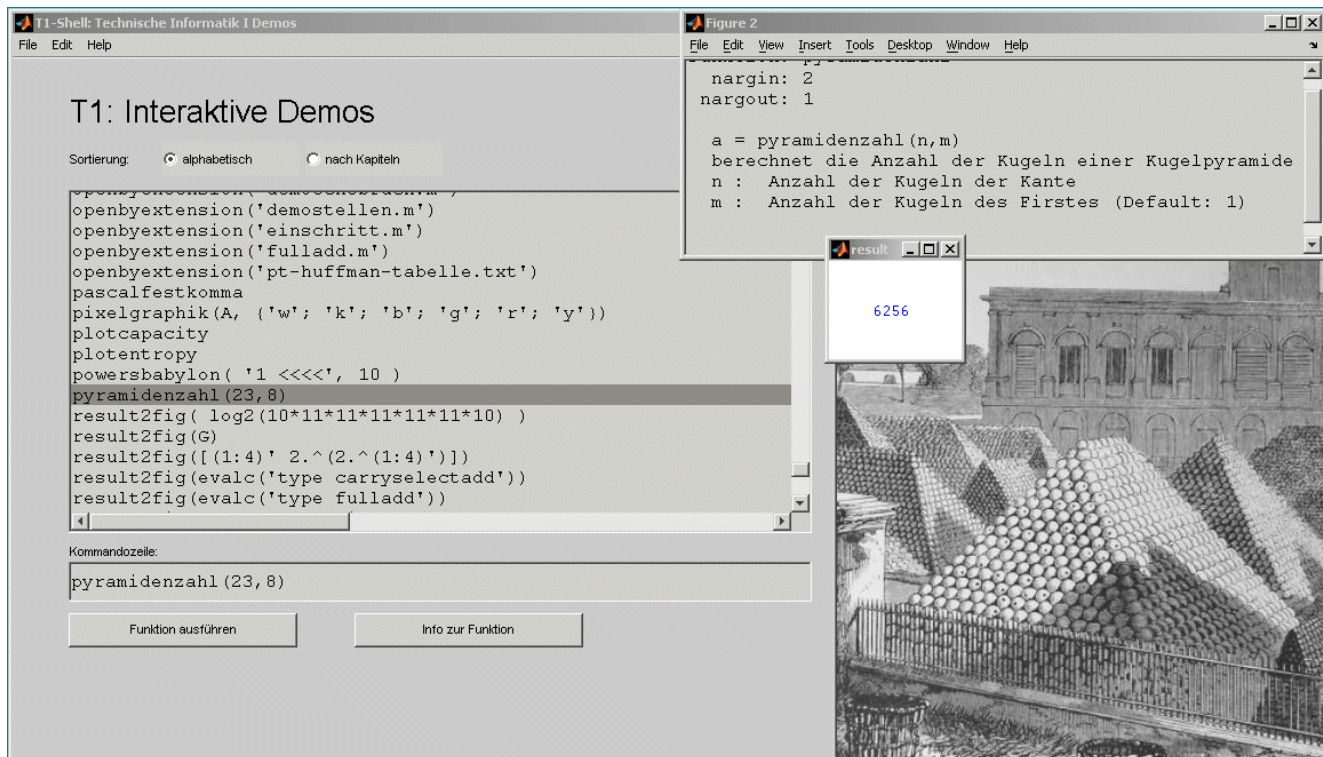 T1-Shell: Technische Informatik I Demos
File Edit Help
T1: Interaktive Demos
Sortierung: alphabetisch nach Kapiteln
openbyextension('demostellen.m')
openbyextension('einschritt.m')
openbyextension('fulladd.m')
openbyextension('pt-huffman-tabelle.txt')
pascalfestkomma
pixelgraphik(A, {'w'; 'k'; 'b'; 'g'; 'r'; 'y'})
plotcapacity
plotentropy
powersbabylon( '1 <<<<', 10 )
pyramidenzahl(23,8)
result2fig( log2(10*11*11*11*11*11*10) )
result2fig(G)
result2fig([(1:4)' 2.^(2.^(1:4)')])
result2fig(evalc('type carryselectadd'))
result2fig(evalc('type fulladd'))
Kommandozeile:
pyramidenzahl(23,8)
Funktion ausführen Info zur Funktion
Figure 2
File Edit View Insert Tools Desktop Window Help
nargin: 2
nargout: 1
a = pyramidenzahl(n,m)
berechnet die Anzahl der Kugeln einer Kugelpyramide
n : Anzahl der Kugeln der Kante
m : Anzahl der Kugeln des Firstes (Default: 1)
result
6256